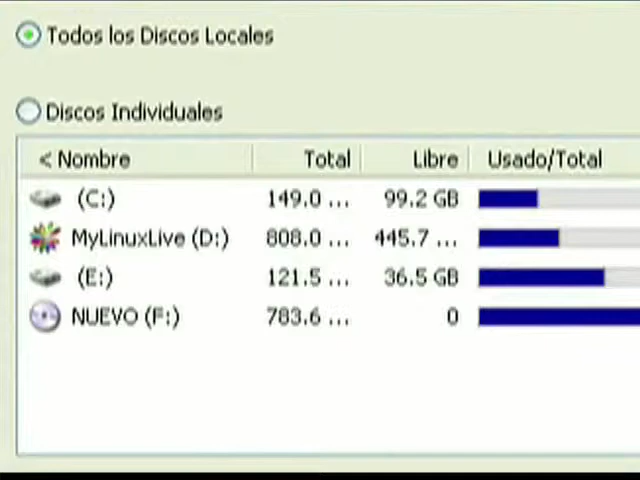 Todos los Discos Locales
Discos Individuales
< Nombre Total Libre Usado/Total
(C:) 149.0 ... 99.2 GB
MyLinuxLive (D:) 808.0 ... 445.7 ...
(E:) 121.5 ... 36.5 GB
NUEVO (F:) 783.6 ... 0